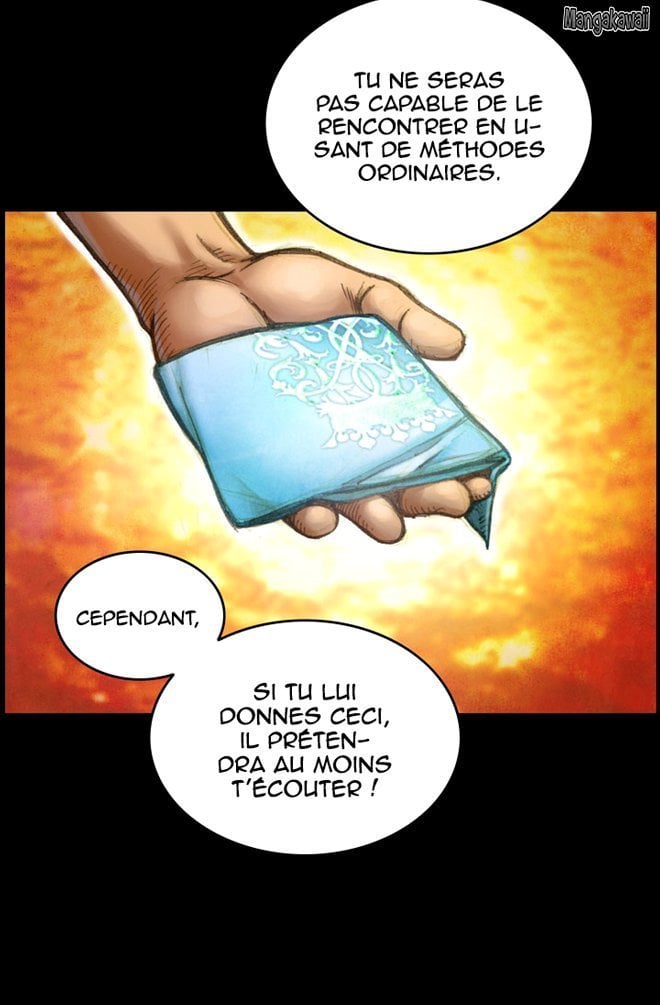 Mangakawaii
TU NE SERAS
PAS CAPABLE DE LE
RENCONTRER EN U-
SANT DE MÉTHODES
ORDINAIRES.
CEPENDANT,
SI TU LUI
DONNES CECI,
IL PRÉTEN-
DRA AU MOINS
T'ÉCOUTER !